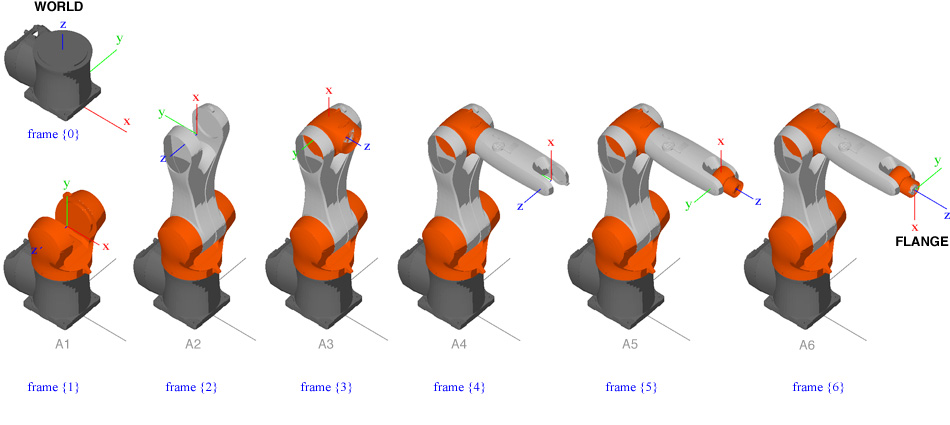 WORLD
z
y
x
frame {0}
y
x
z
A1
frame {1}
x
y
z
A2
frame {2}
x
y
z
A3
frame {3}
x
y
z
A4
frame {4}
x
y
z
A5
frame {5}
y
z
x
FLANGE
A6
frame {6}